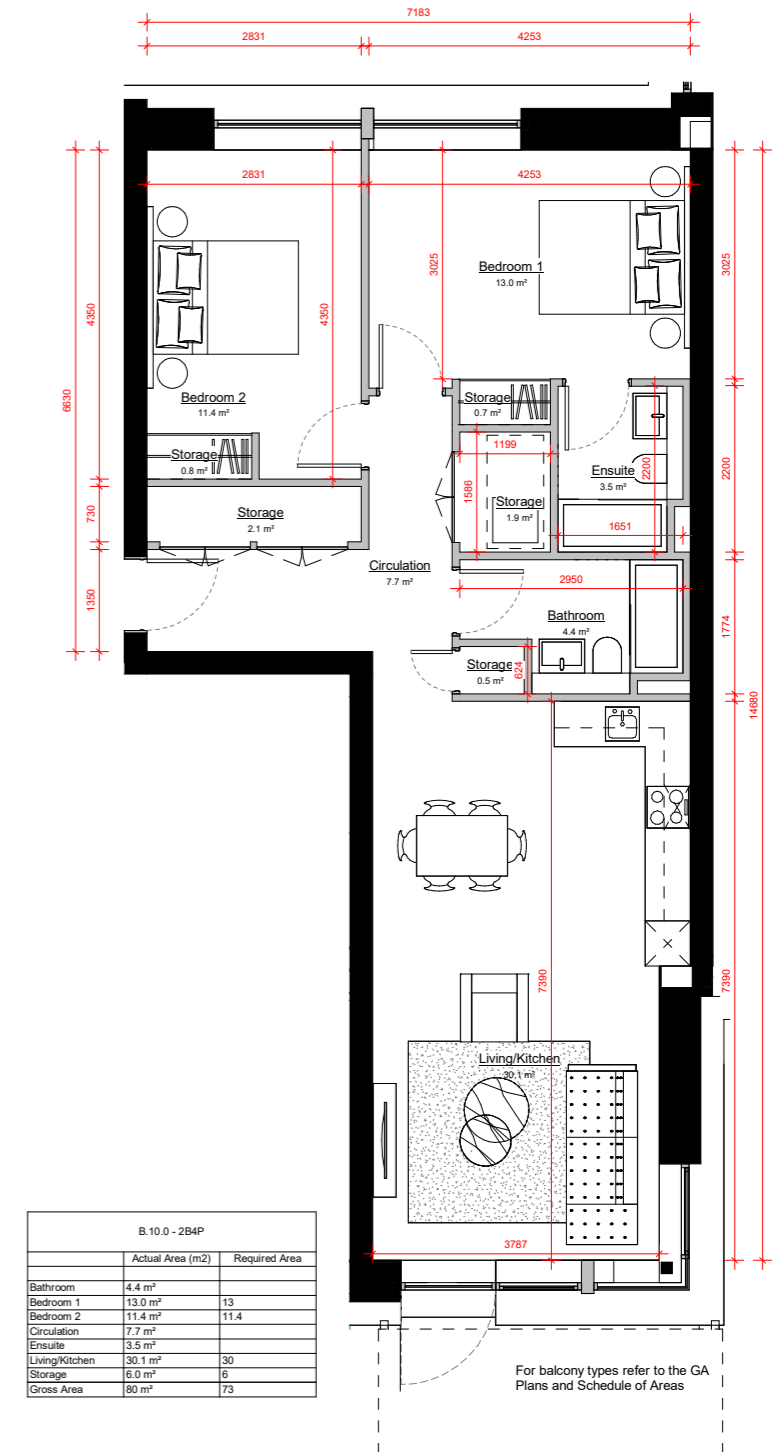 7183
2831 4253
2831 4253
6630
4350
4350
3025
3025
Bedroom 1
13.0 m²
Bedroom 2
11.4 m²
Storage
0.8 m²
Storage
0.7 m²
1199
1586
Storage
1.9 m²
Ensuite
3.5 m²
2200
2200
1651
730
Storage
2.1 m²
1350
Circulation
7.7 m²
2950
Bathroom
4.4 m²
1774
Storage
0.5 m²
624
14680
7390
7390
Living/Kitchen
30.1 m²
3787
B.10.0 - 2B4P
Actual Area (m2) Required Area
Bathroom 4.4 m²
Bedroom 1 13.0 m² 13
Bedroom 2 11.4 m² 11.4
Circulation 7.7 m²
Ensuite 3.5 m²
Living/Kitchen 30.1 m² 30
Storage 6.0 m² 6
Gross Area 80 m² 73
For balcony types refer to the GA
Plans and Schedule of Areas